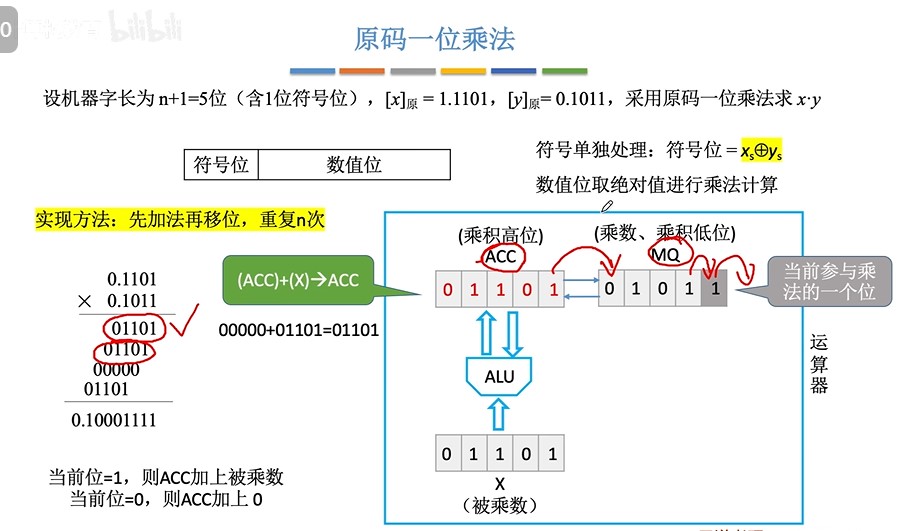 0
bilibili
原码一位乘法
设机器字长为 n+1=5位（含1位符号位），[x]原 = 1.1101，[y]原= 0.1011，采用原码一位乘法求 x·y
符号位 数值位
符号单独处理：符号位 = xs⊕ys
数值位取绝对值进行乘法计算
实现方法：先加法再移位，重复n次
(乘积高位)
ACC
(乘数、乘积低位)
MQ
(ACC)+(X)→ACC
0 1 1 0 1
0 1 0 1 1
当前参与乘
法的一个位
00000+01101=01101
0.1101
× 0.1011
01101
01101
00000
01101
0.10001111
ALU
运
算
器
0 1 1 0 1
X
（被乘数）
当前位=1，则ACC加上被乘数
当前位=0，则ACC加上 0